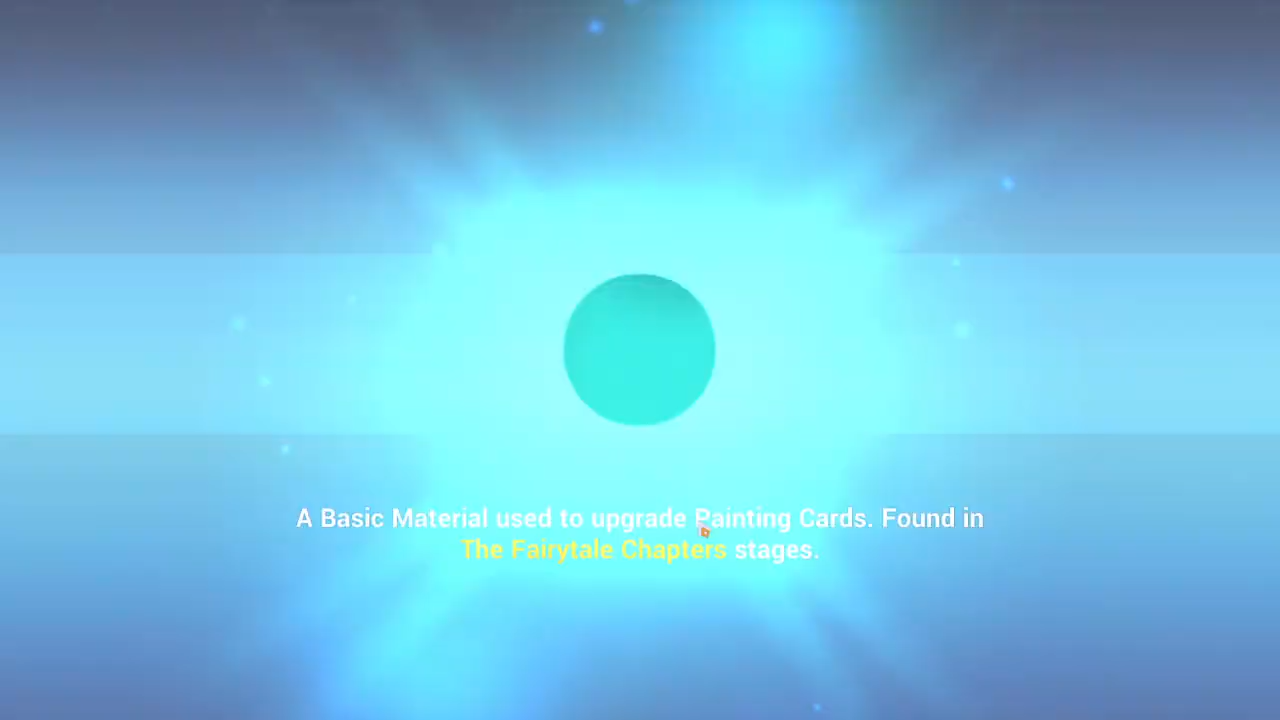 A Basic Material used to upgrade Painting Cards. Found in
The Fairytale Chapters stages.